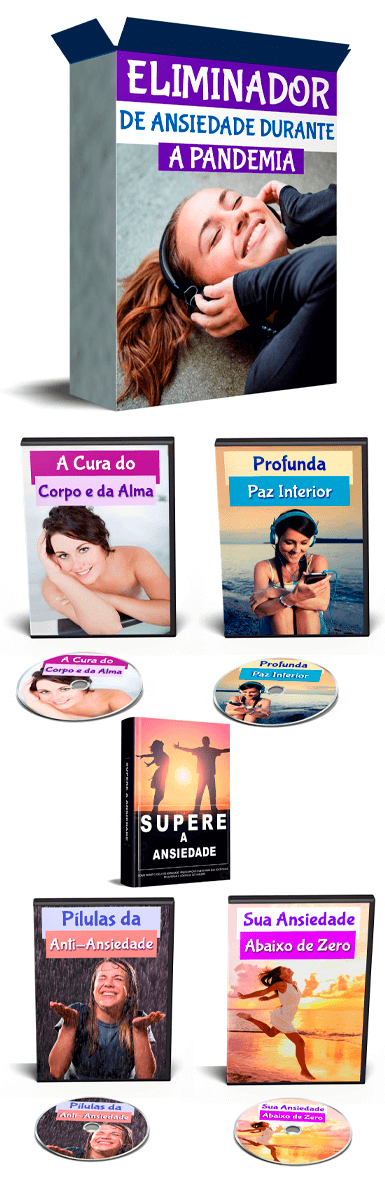 ELIMINADOR
DE ANSIEDADE DURANTE
A PANDEMIA
A Cura do
Corpo e da Alma
Profunda
Paz Interior
A Cura do
Corpo e da Alma
Profunda
Paz Interior
SUPERE A ANSIEDADE
SUPERE
A
ANSIEDADE
Pílulas da
Anti-Ansiedade
Sua Ansiedade
Abaixo de Zero
Pílulas da
Anti-Ansiedade
Sua Ansiedade
Abaixo de Zero